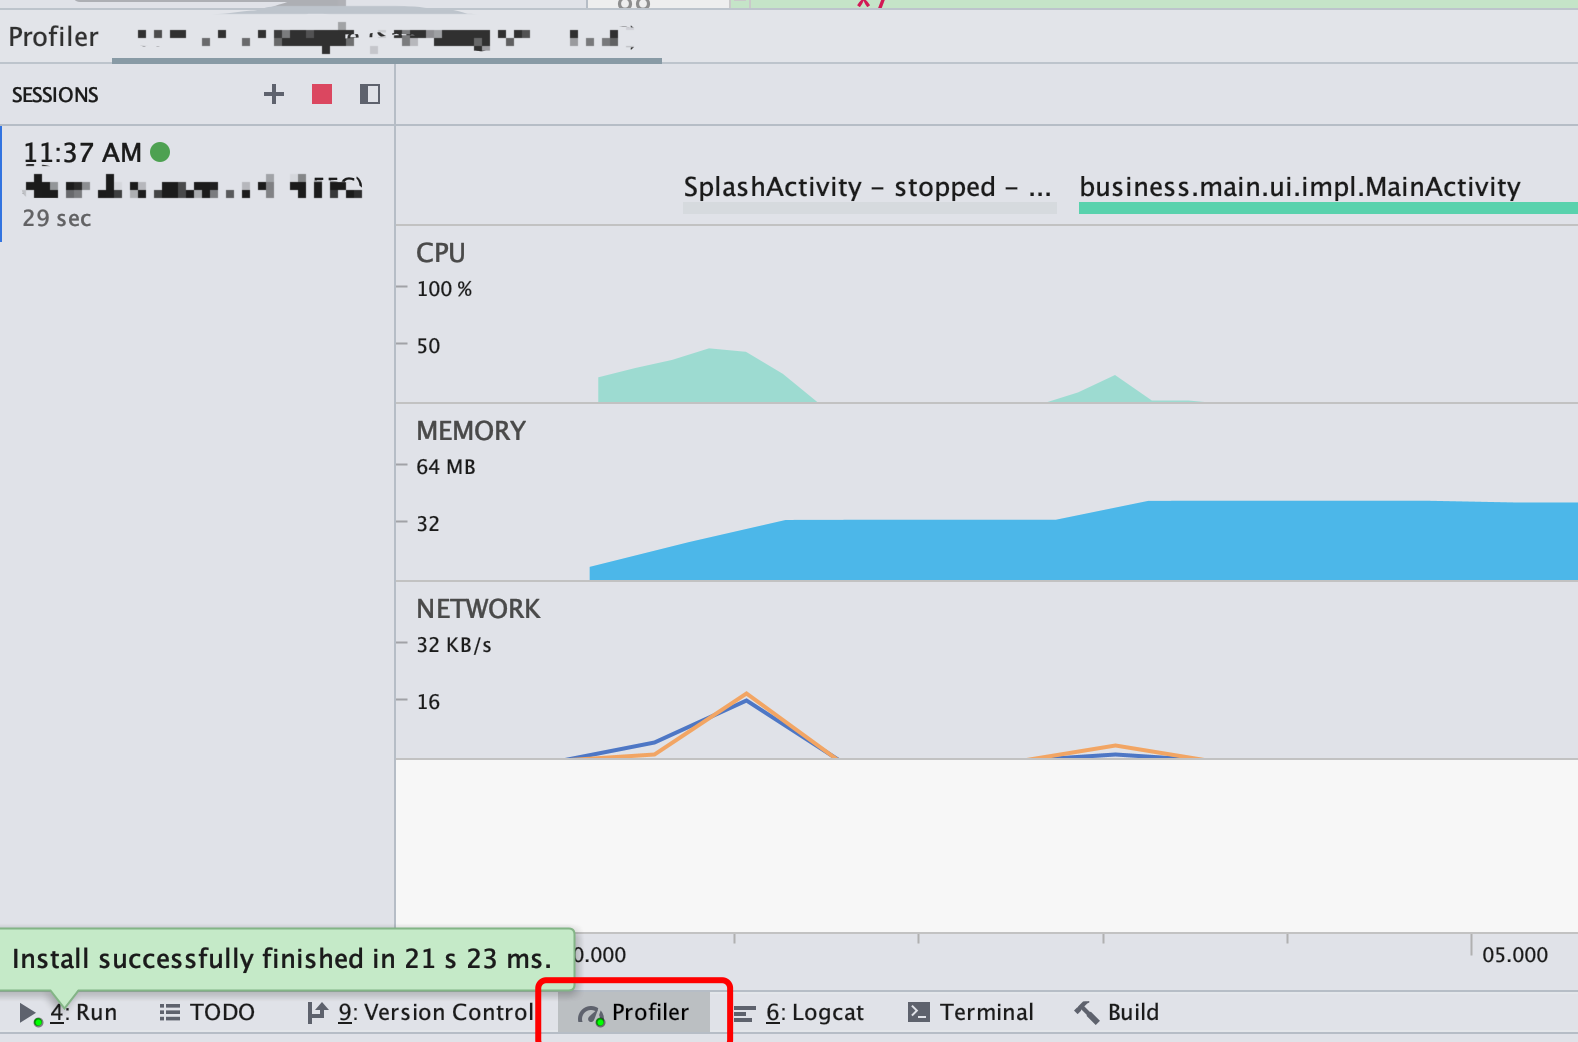 Profiler
SESSIONS
11:37 AM
29 sec
SplashActivity – stopped – ...
business.main.ui.impl.MainActivity
CPU
100 %
50
MEMORY
64 MB
32
NETWORK
32 KB/s
16
Install successfully finished in 21 s 23 ms.
0.000
05.000
4: Run
TODO
9: Version Control
Profiler
6: Logcat
Terminal
Build